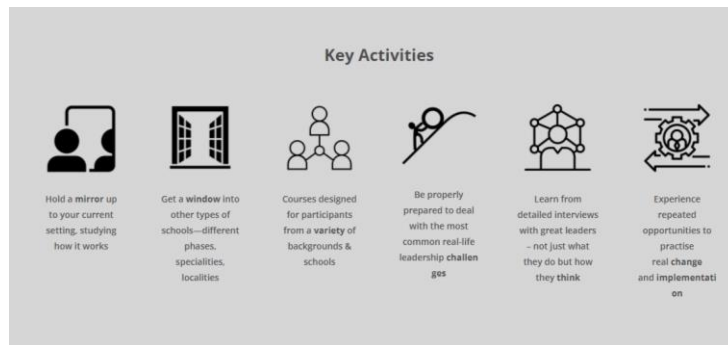 Key Activities
Hold a mirror up
to your current
setting, studying
how it works
Get a window into
other types of
schools—different
phases,
specialities,
localities
Courses designed
for participants
from a variety of
backgrounds &
schools
Be properly
prepared to deal
with the most
common real-life
leadership challen
ges
Learn from
detailed interviews
with great leaders
– not just what
they do but how
they think
Experience
repeated
opportunities to
practise
real change
and implementati
on